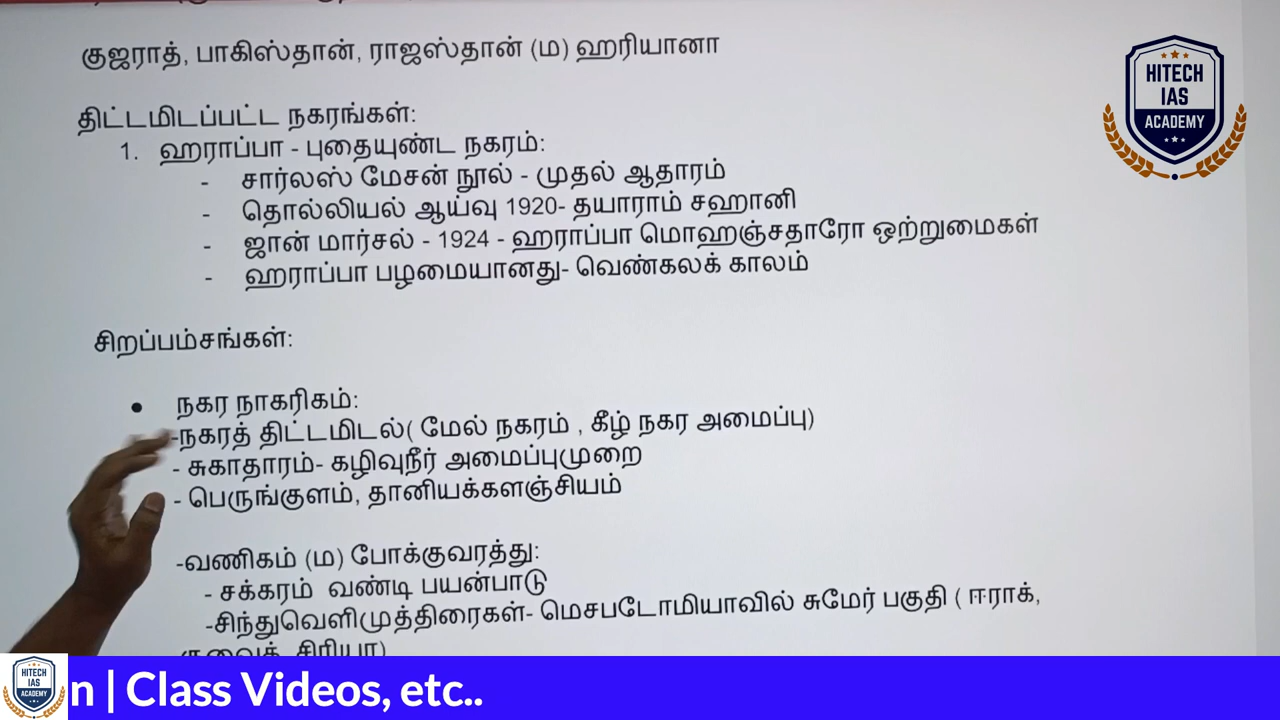 குஜராத், பாகிஸ்தான், ராஜஸ்தான் (ம) ஹரியானா
HITECH
IAS
ACADEMY
திட்டமிடப்பட்ட நகரங்கள்:
1. ஹராப்பா - புதையுண்ட நகரம்:
- சார்லஸ் மேசன் நூல் - முதல் ஆதாரம்
- தொல்லியல் ஆய்வு 1920- தயாராம் சஹானி
- ஜான் மார்சல் - 1924 - ஹராப்பா மொஹஞ்சதாரோ ஒற்றுமைகள்
- ஹராப்பா பழமையானது- வெண்கலக் காலம்
சிறப்பம்சங்கள்:
• நகர நாகரிகம்:
-நகரத் திட்டமிடல்( மேல் நகரம் , கீழ் நகர அமைப்பு)
- சுகாதாரம்- கழிவுநீர் அமைப்புமுறை
- பெருங்குளம், தானியக்களஞ்சியம்
-வணிகம் (ம) போக்குவரத்து:
- சக்கரம் வண்டி பயன்பாடு
-சிந்துவெளிமுத்திரைகள்- மெசபடோமியாவில் சுமேர் பகுதி ( ஈராக்,
குவைத், சிரியா)
HITECH
IAS
ACADEMY
n | Class Videos, etc..